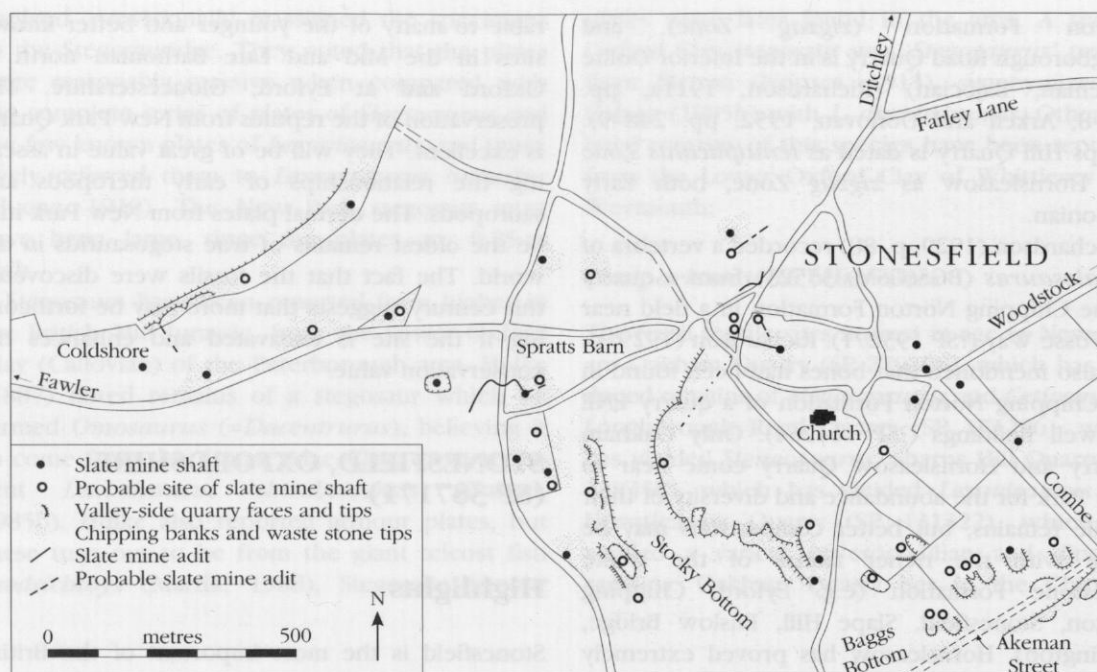 Ditchley
Farley Lane
STONESFIELD
Woodstock
Coldshore
Spratts Barn
Fawler
Church
Combe
Stocky Bottom
Baggs
Bottom
Akeman
Street
Slate mine shaft
Probable site of slate mine shaft
Valley-side quarry faces and tips
Chipping banks and waste stone tips
Slate mine adit
Probable slate mine adit
0 metres 500
N